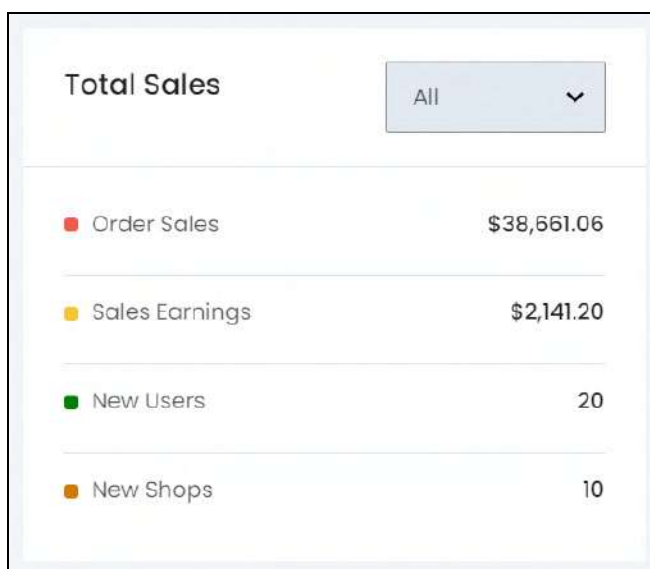 Total Sales
All
Order Sales $38,661.06
Sales Earnings $2,141.20
New Users 20
New Shops 10